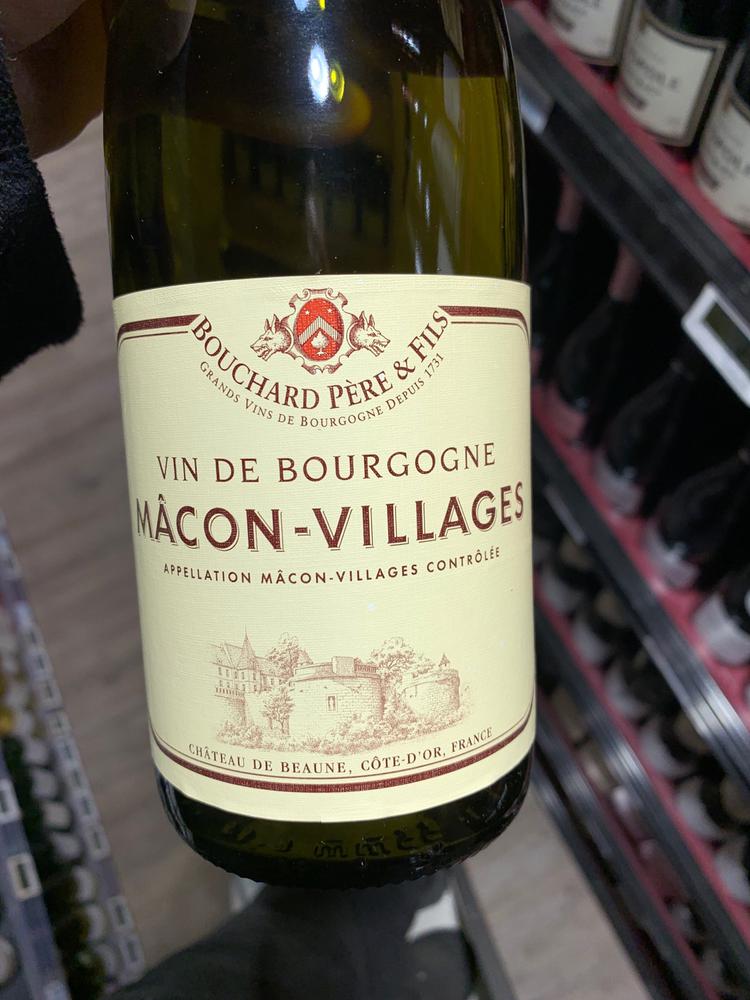 BOUCHARD PÈRE & FILS
GRANDS VINS DE BOURGOGNE DEPUIS 1731
VIN DE BOURGOGNE
MÂCON-VILLAGES
APPELLATION MÂCON-VILLAGES CONTRÔLÉE
CHÂTEAU DE BEAUNE, CÔTE-D'OR, FRANCE